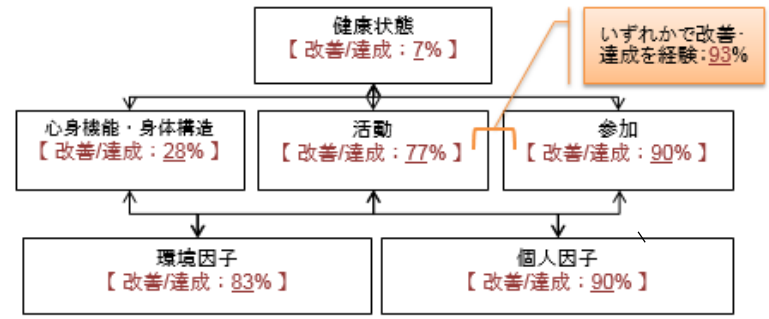 健康状態
【 改善/達成：7% 】
いずれかで改善・
達成を経験：93%
心身機能・身体構造
【 改善/達成：28% 】
活動
【 改善/達成：77% 】
参加
【 改善/達成：90% 】
環境因子
【 改善/達成：83% 】
個人因子
【 改善/達成：90% 】